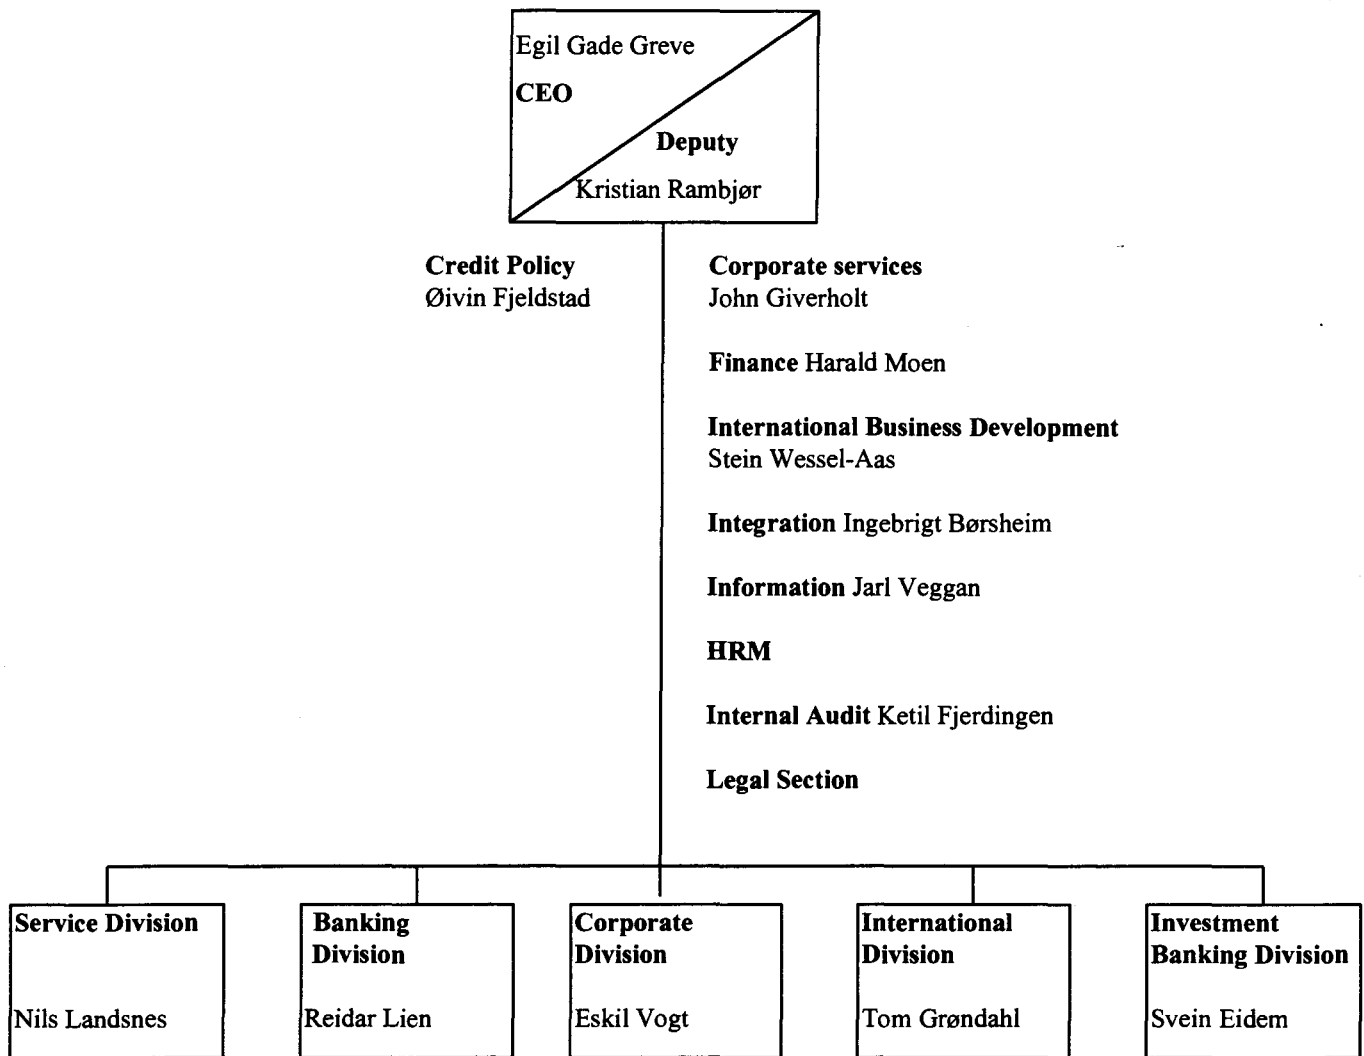 Egil Gade Greve
CEO
Deputy
Kristian Rambjør
Credit Policy
Øivin Fjeldstad
Corporate services
John Giverholt
Finance Harald Moen
International Business Development
Stein Wessel-Aas
Integration Ingebrigt Børsheim
Information Jarl Veggan
HRM
Internal Audit Ketil Fjerdingen
Legal Section
Service Division
Nils Landsnes
Banking
Division
Reidar Lien
Corporate
Division
Eskil Vogt
International
Division
Tom Grøndahl
Investment
Banking Division
Svein Eidem